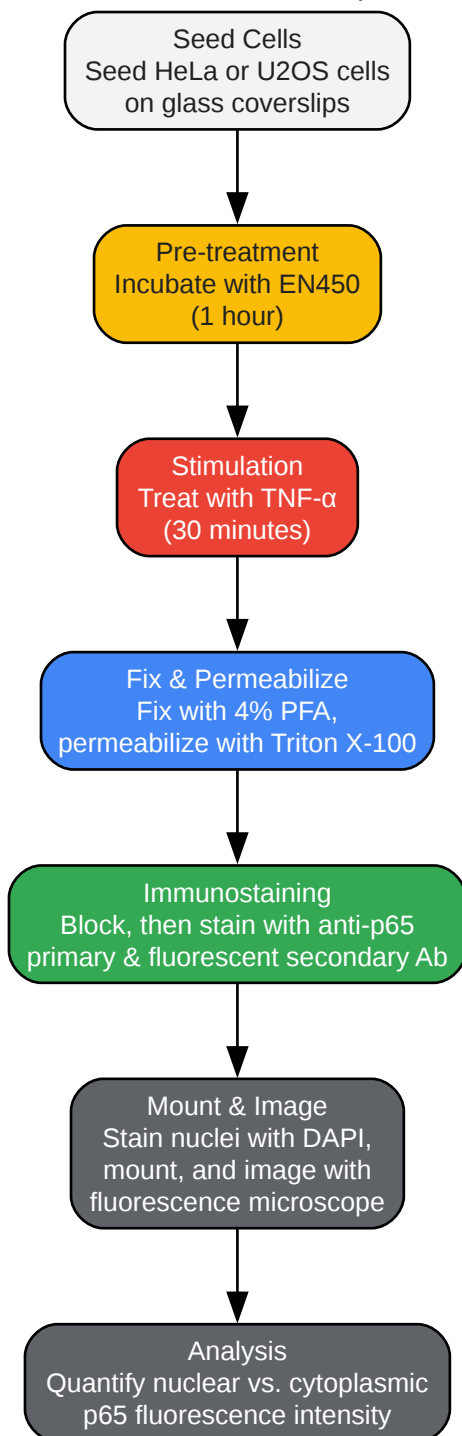 Seed Cells
Seed HeLa or U2OS cells
on glass coverslips
Pre-treatment
Incubate with EN450
(1 hour)
Stimulation
Treat with TNF-α
(30 minutes)
Fix & Permeabilize
Fix with 4% PFA,
permeabilize with Triton X-100
Immunostaining
Block, then stain with anti-p65
primary & fluorescent secondary Ab
Mount & Image
Stain nuclei with DAPI,
mount, and image with
fluorescence microscope
Analysis
Quantify nuclear vs. cytoplasmic
p65 fluorescence intensity